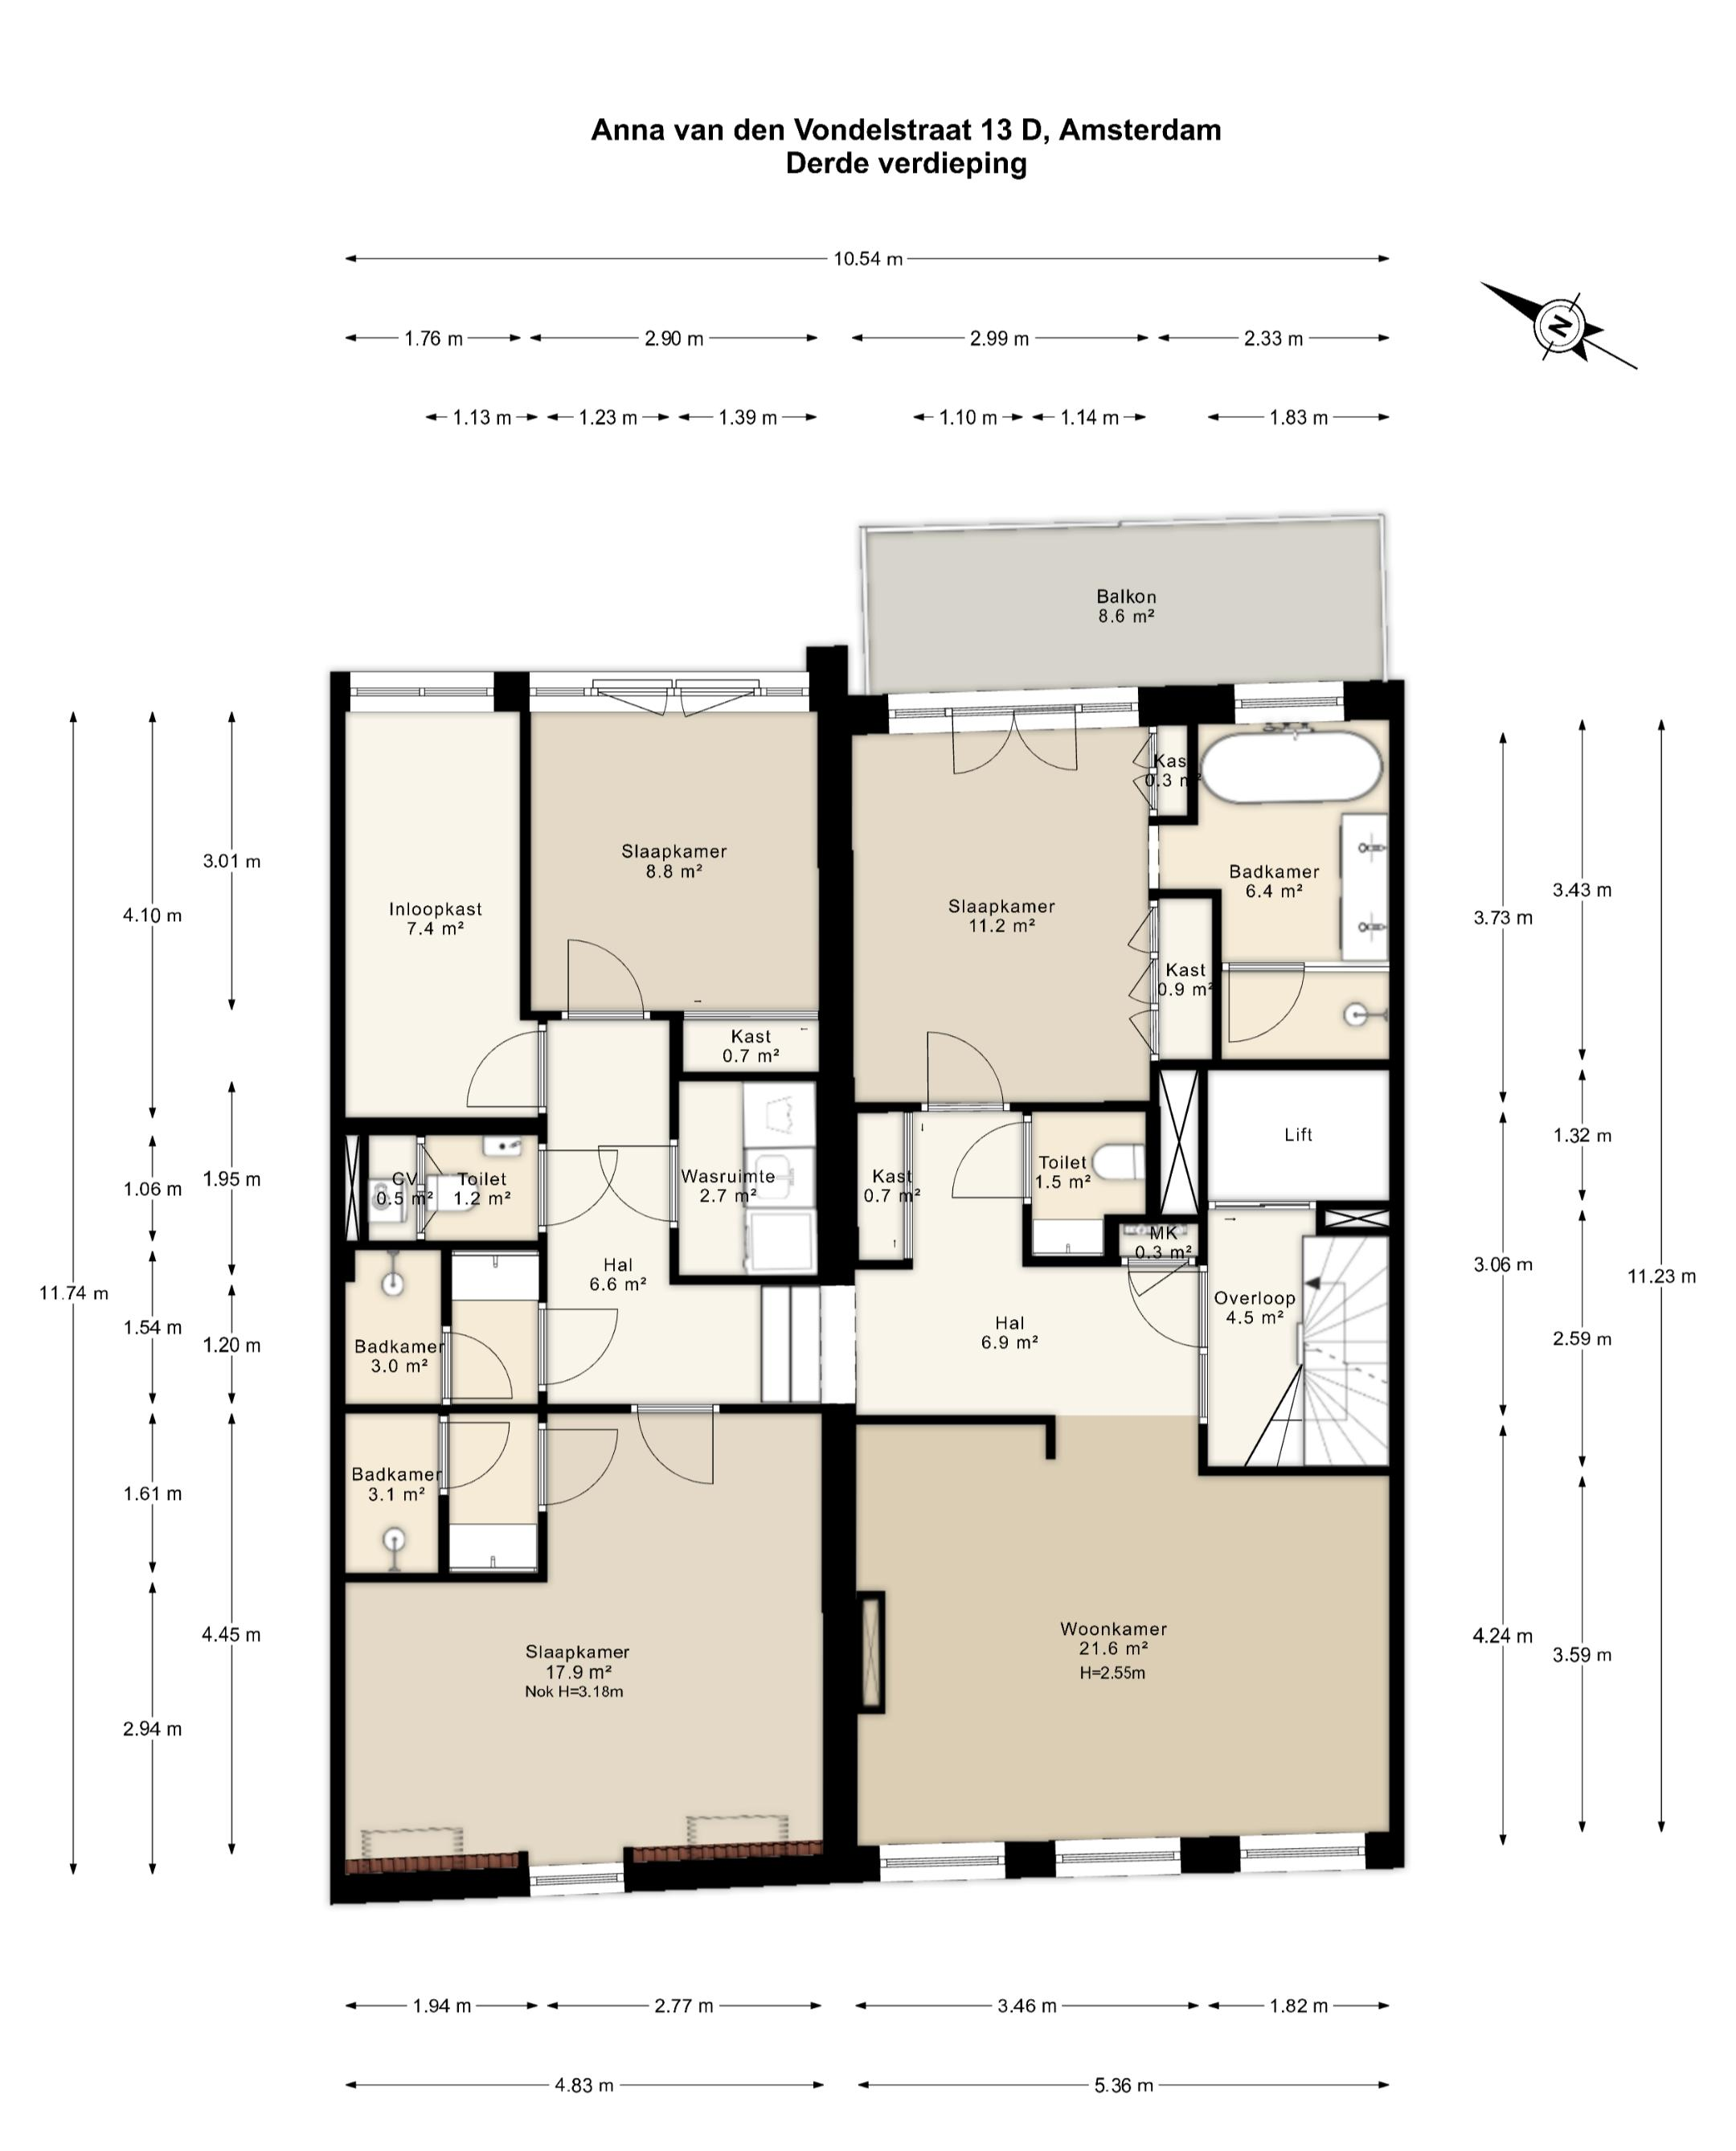 Anna van den Vondelstraat 13 D, Amsterdam
Derde verdieping
10.54 m
1.76 m
2.90 m
2.99 m
2.33 m
1.13 m
1.23 m
1.39 m
1.10 m
1.14 m
1.83 m
N
Balkon
8.6 m²
Kas
0.3 m²
Slaapkamer
8.8 m²
3.01 m
Badkamer
6.4 m²
3.43 m
Inloopkast
7.4 m²
4.10 m
Slaapkamer
11.2 m²
3.73 m
Kast
0.9 m²
Kast
0.7 m²
Lift
1.32 m
CV
0.5 m²
Toilet
1.2 m²
1.06 m
1.95 m
Wasruimte
2.7 m²
Kast
0.7 m²
Toilet
1.5 m²
MK
0.3 m²
Hal
6.6 m²
3.06 m
11.23 m
11.74 m
Overloop
4.5 m²
Hal
6.9 m²
1.54 m
1.20 m
2.59 m
Badkamer
3.0 m²
Badkamer
3.1 m²
1.61 m
4.45 m
Slaapkamer
17.9 m²
Nok H=3.18m
Woonkamer
21.6 m²
H=2.55m
4.24 m
3.59 m
2.94 m
1.94 m
2.77 m
3.46 m
1.82 m
4.83 m
5.36 m